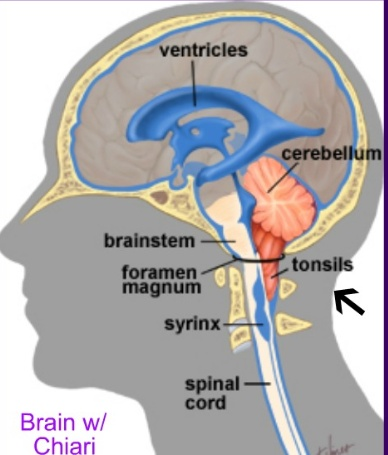 ventricles
cerebellum
brainstem
foramen
magnum
tonsils
syrinx
spinal
cord
Brain w/
Chiari